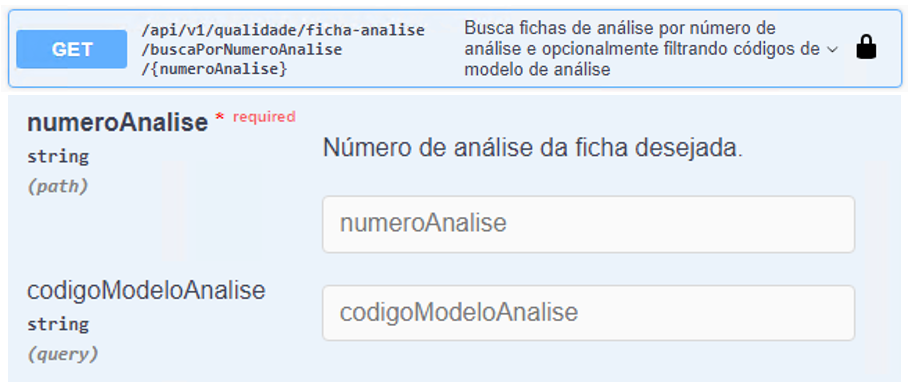 GET
/api/v1/qualidade/ficha-analise
/buscaPorNumeroAnalise
/{numeroAnalise}
Busca fichas de análise por número de
análise e opcionalmente filtrando códigos de
modelo de análise
numeroAnalise * required
string
(path)
Número de análise da ficha desejada.
numeroAnalise
codigoModeloAnalise
string
(query)
codigoModeloAnalise